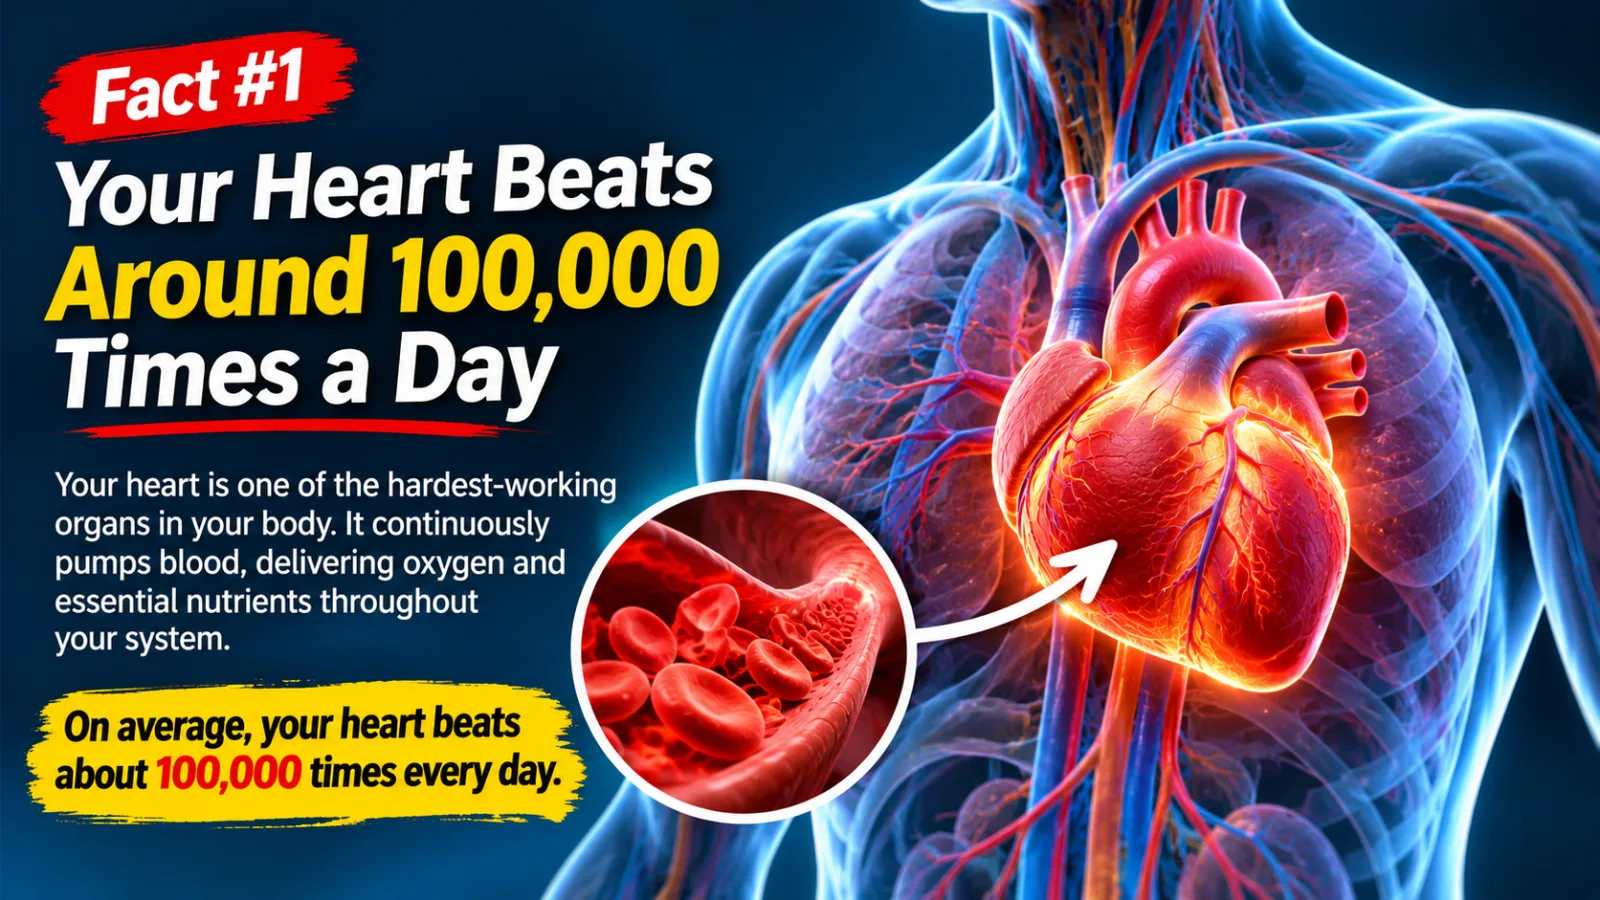 Fact #1
Your Heart Beats
Around 100,000
Times a Day
Your heart is one of the hardest-working
organs in your body. It continuously
pumps blood, delivering oxygen and
essential nutrients throughout
your system.
On average, your heart beats
about 100,000 times every day.